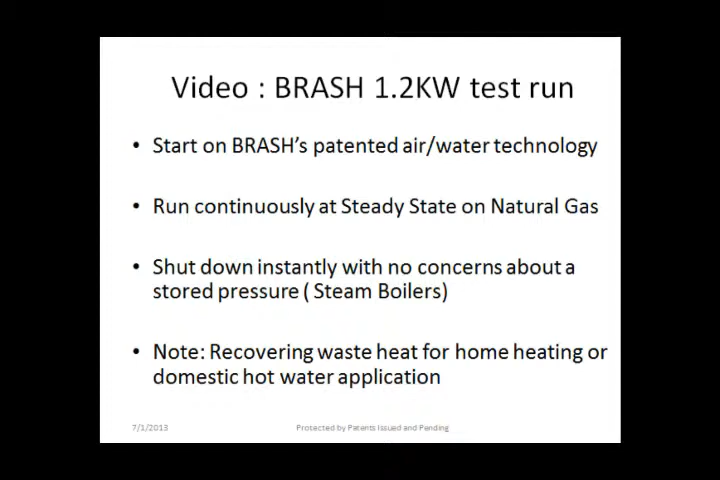 Video : BRASH 1.2KW test run
• Start on BRASH's patented air/water technology
• Run continuously at Steady State on Natural Gas
• Shut down instantly with no concerns about a
stored pressure ( Steam Boilers)
• Note: Recovering waste heat for home heating or
domestic hot water application
7/1/2013 Protected by Patents Issued and Pending